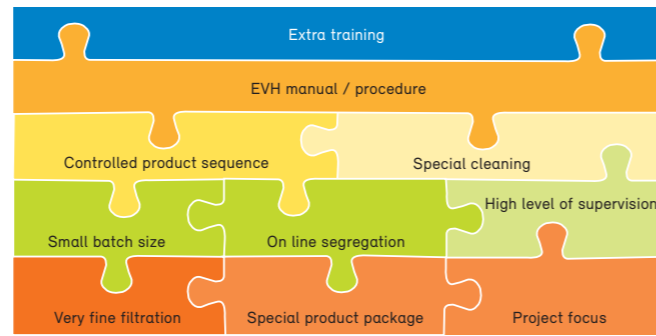 Extra training
EVH manual / procedure
Controlled product sequence
Special cleaning
High level of supervision
Small batch size
On line segregation
Very fine filtration
Special product package
Project focus